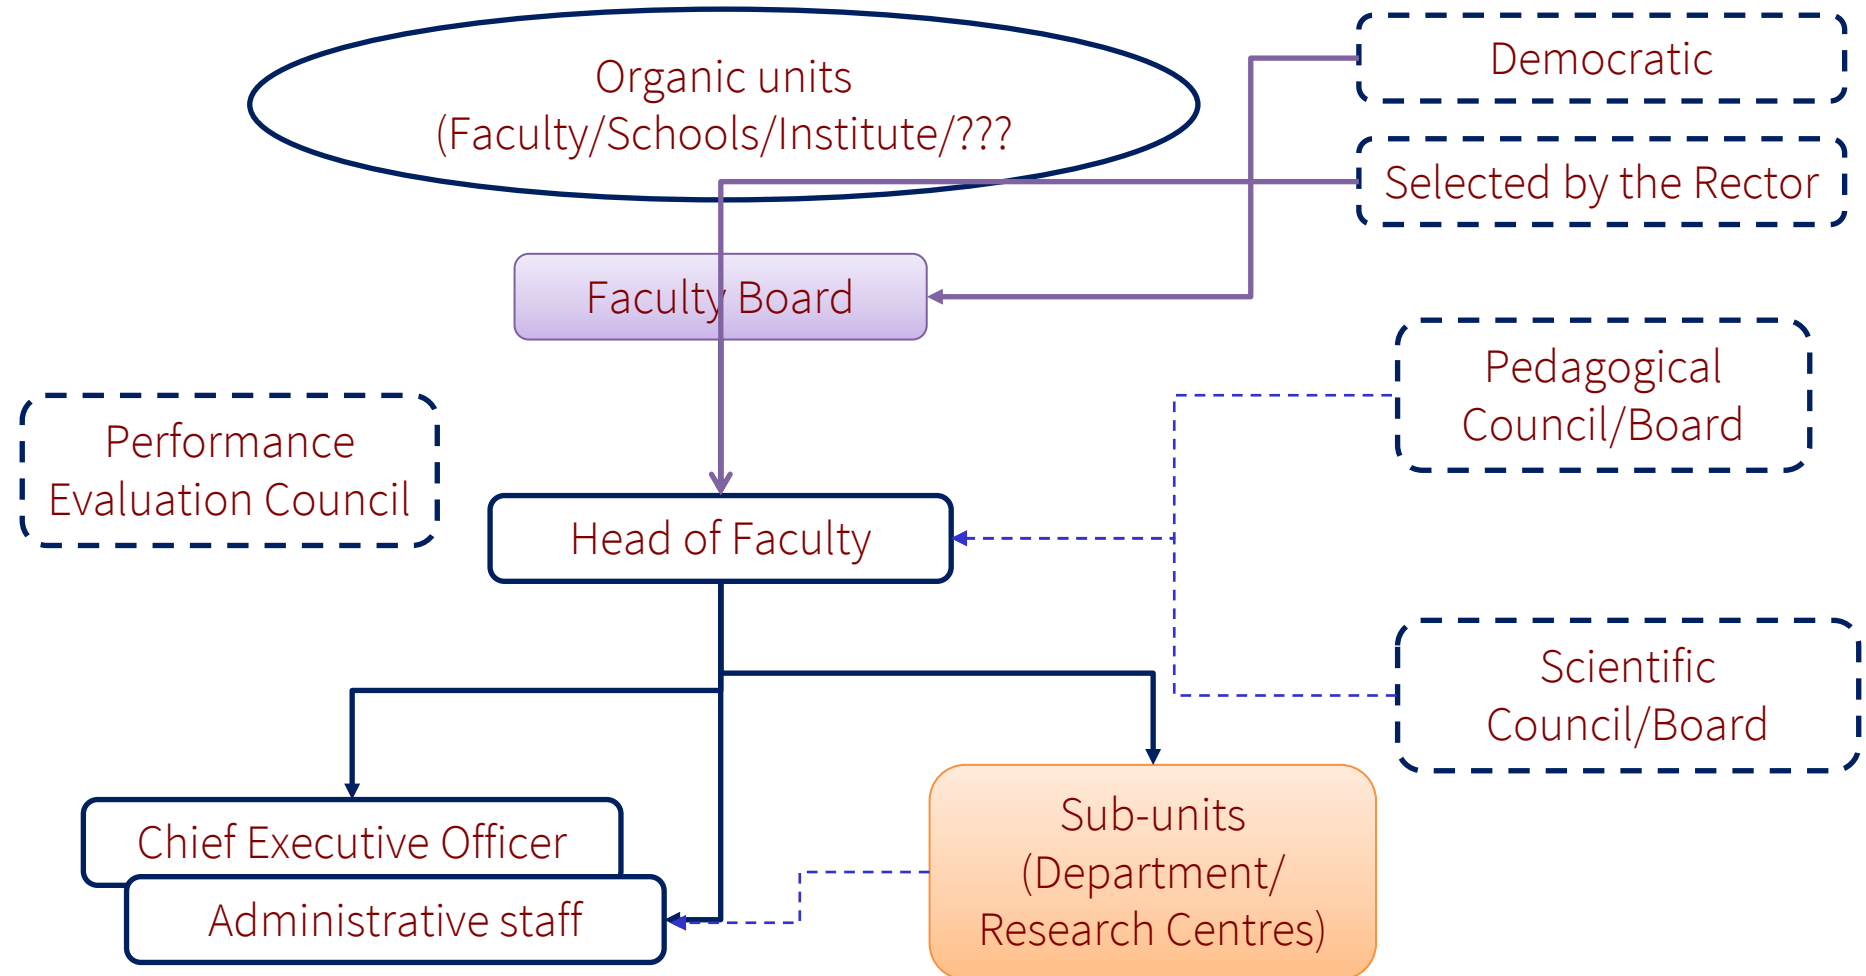 Organic units
(Faculty/Schools/Institute/???
Democratic
Selected by the Rector
Faculty Board
Pedagogical
Council/Board
Performance
Evaluation Council
Head of Faculty
Scientific
Council/Board
Chief Executive Officer
Administrative staff
Sub-units
(Department/
Research Centres)